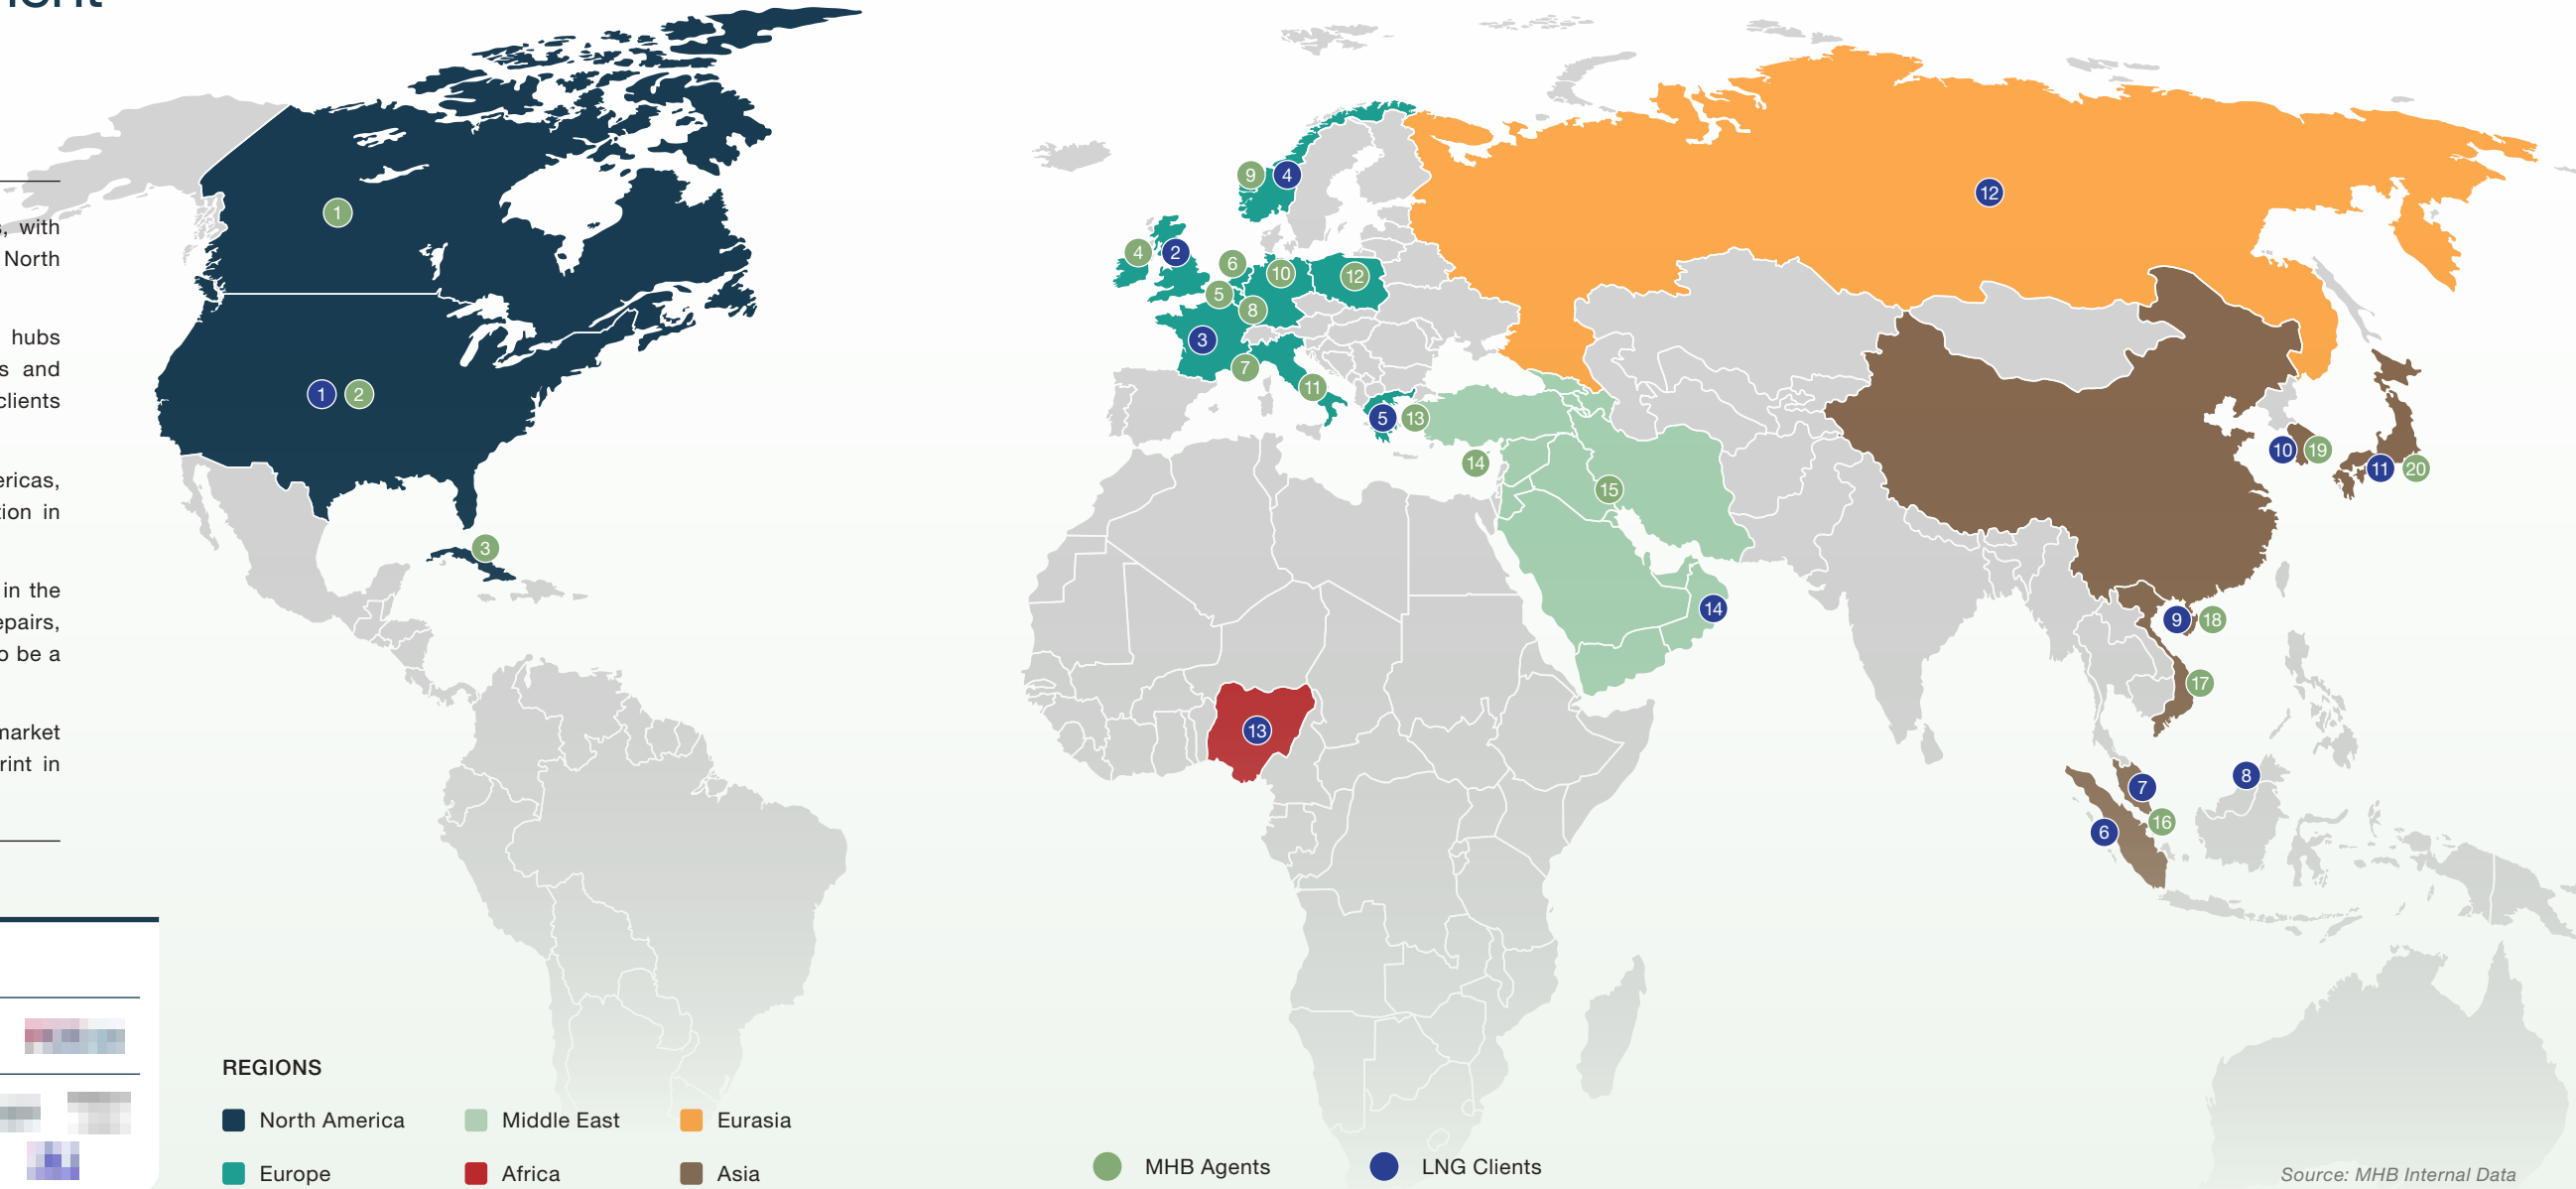 s, with
North
hubs
s and
clients
ericas,
tion in
in the
epairs,
o be a
market
rint in
1
1 2
3
9 4
4 2
6
10
12
5
8
3
7
11
5 13
14
15
12
14
13
10 19
11 20
9 18
17
8
7
16
6
REGIONS
North America
Middle East
Eurasia
Europe
Africa
Asia
MHB Agents
LNG Clients
Source: MHB Internal Data